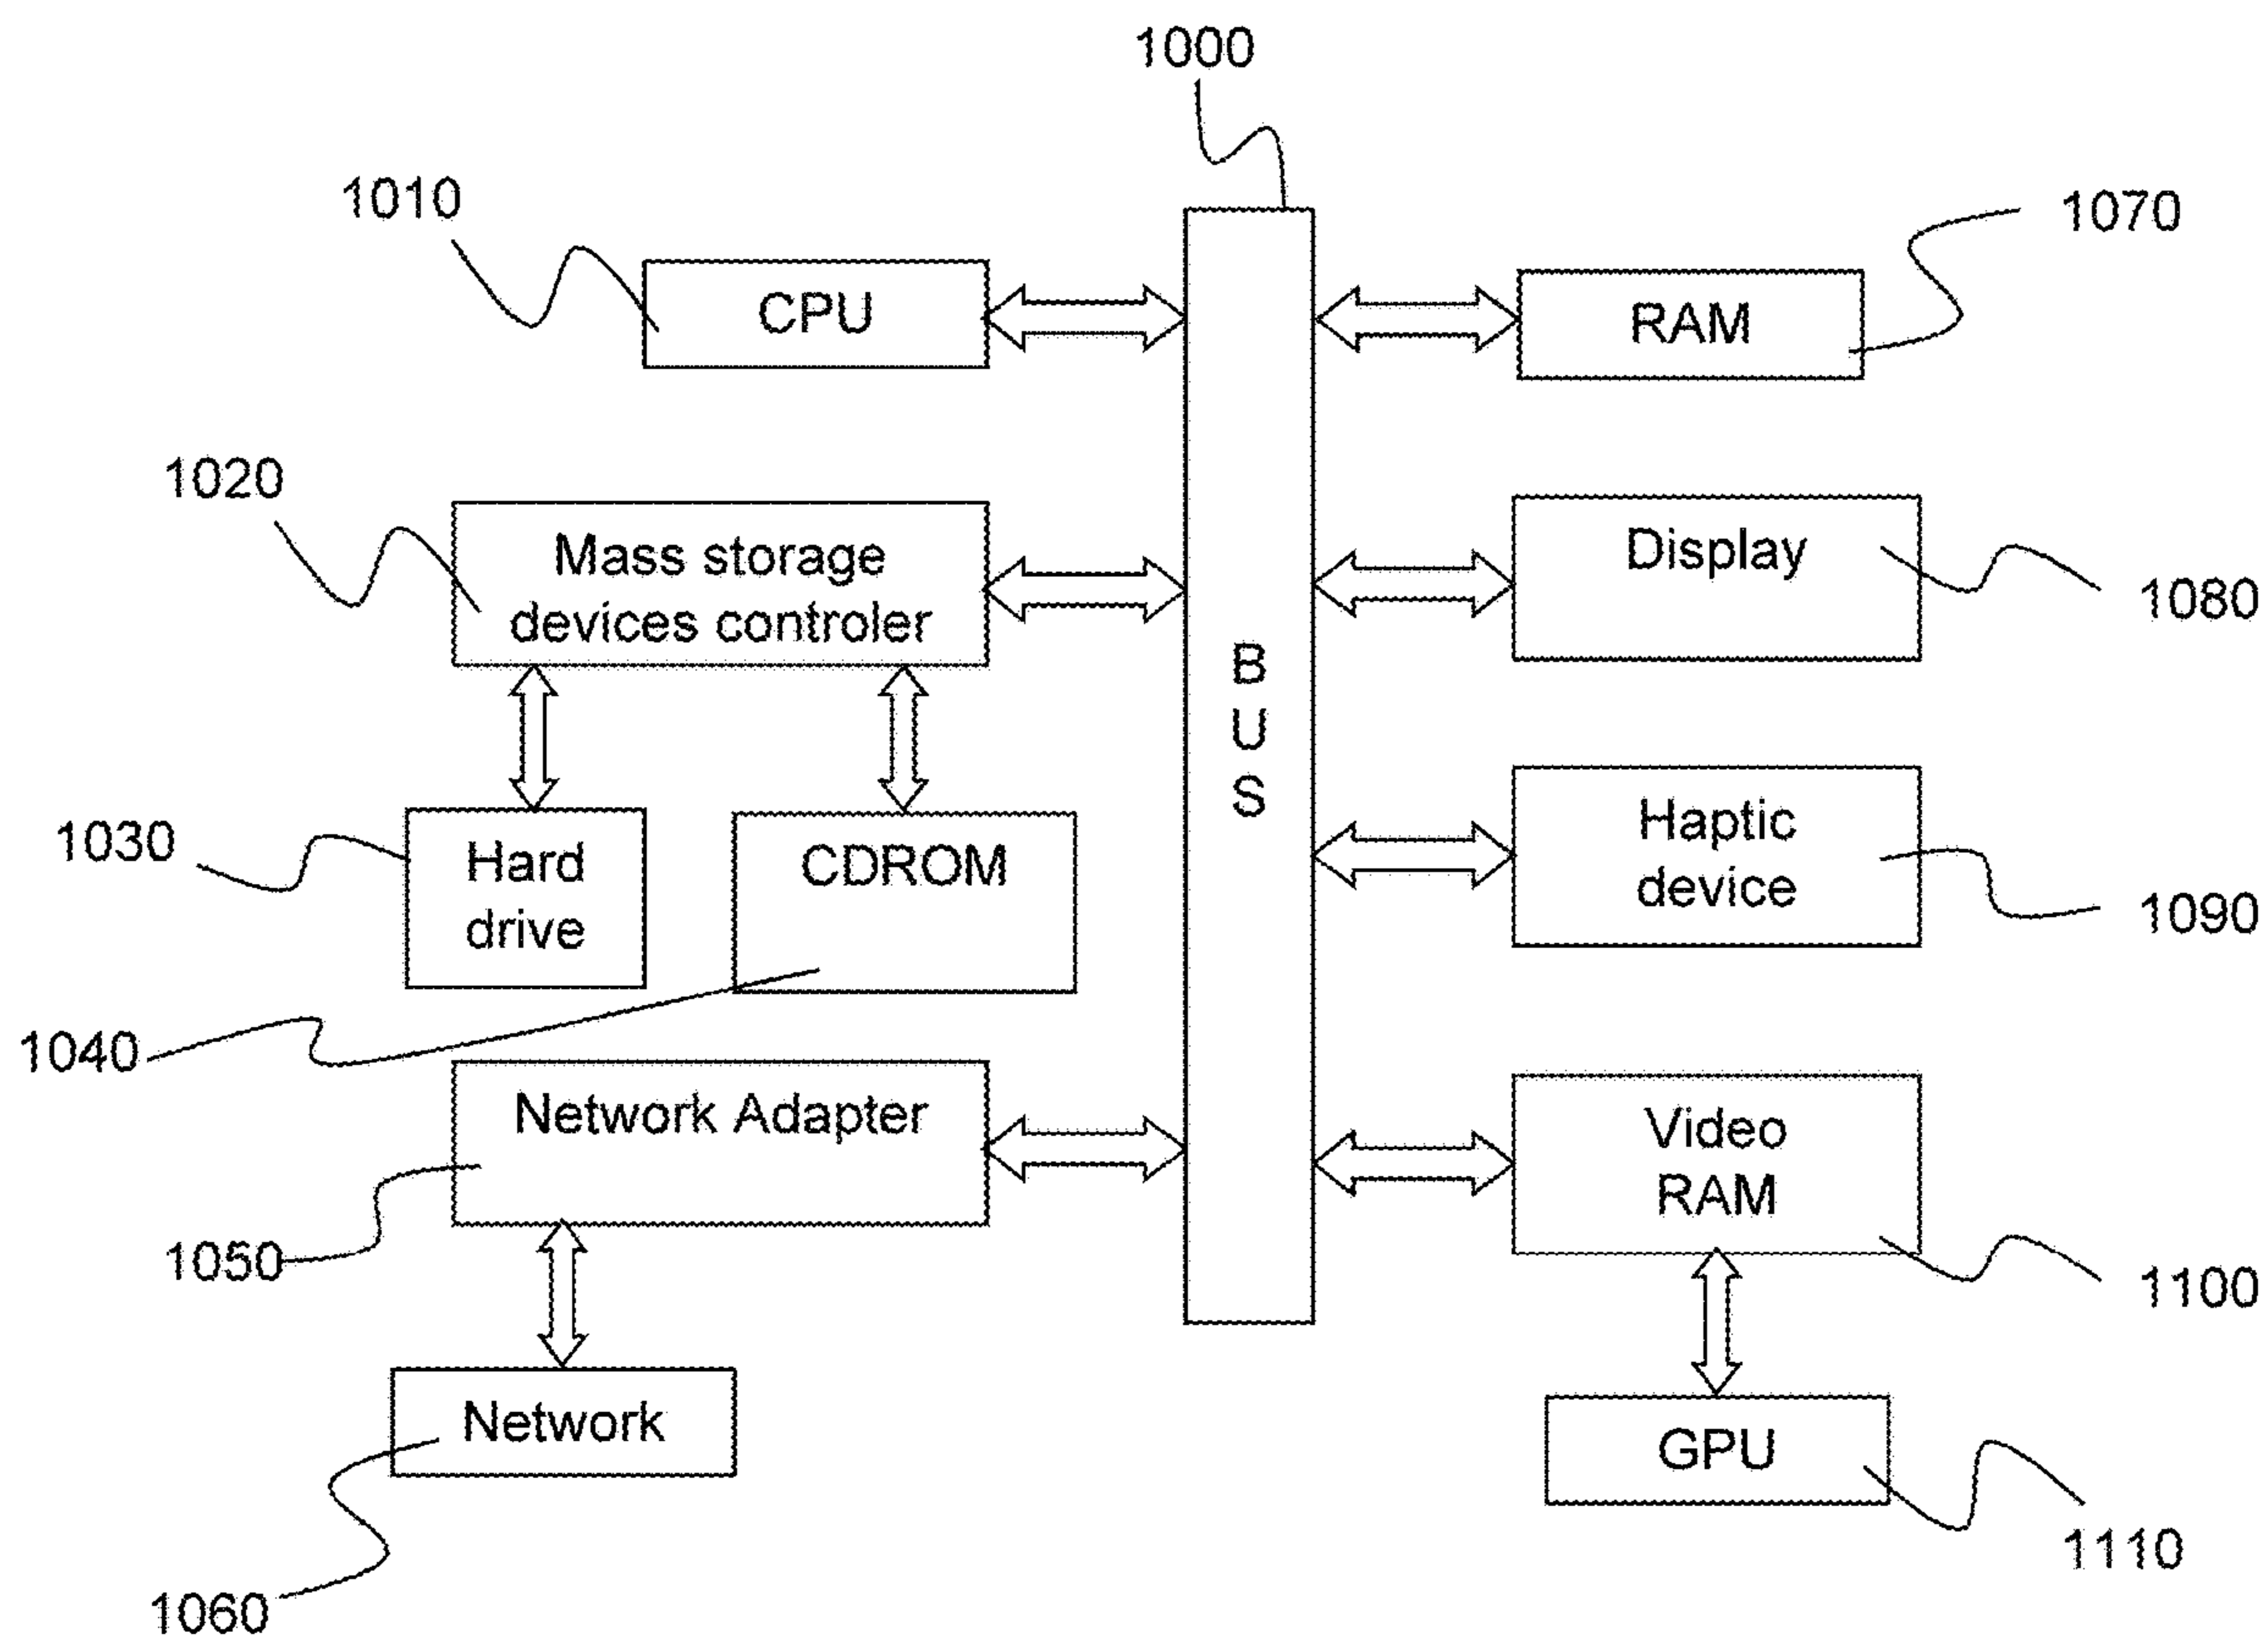 1000
1010
CPU
1070
RAM
1020
Mass storage
devices controler
Display
1080
B
U
S
1030
Hard
drive
CDROM
Haptic
device
1090
1040
Network Adapter
1050
Video
RAM
1100
Network
1060
GPU
1110